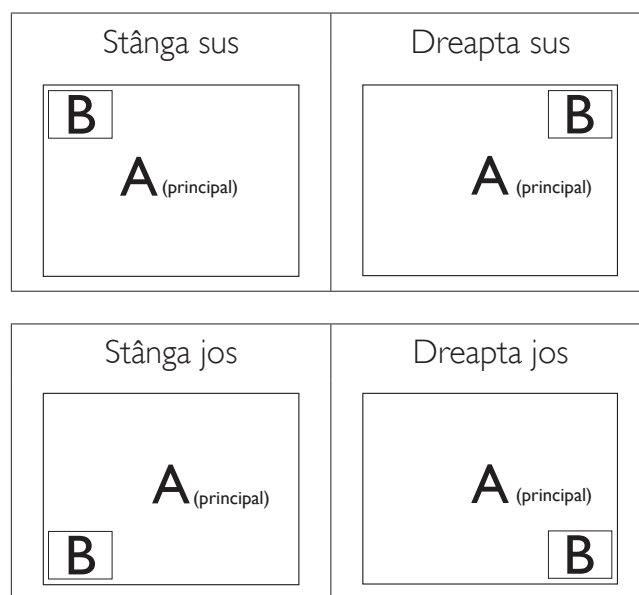 Stânga sus
Dreapta sus
B
A (principal)
B
A (principal)
Stânga jos
Dreapta jos
A (principal)
B
A (principal)
B